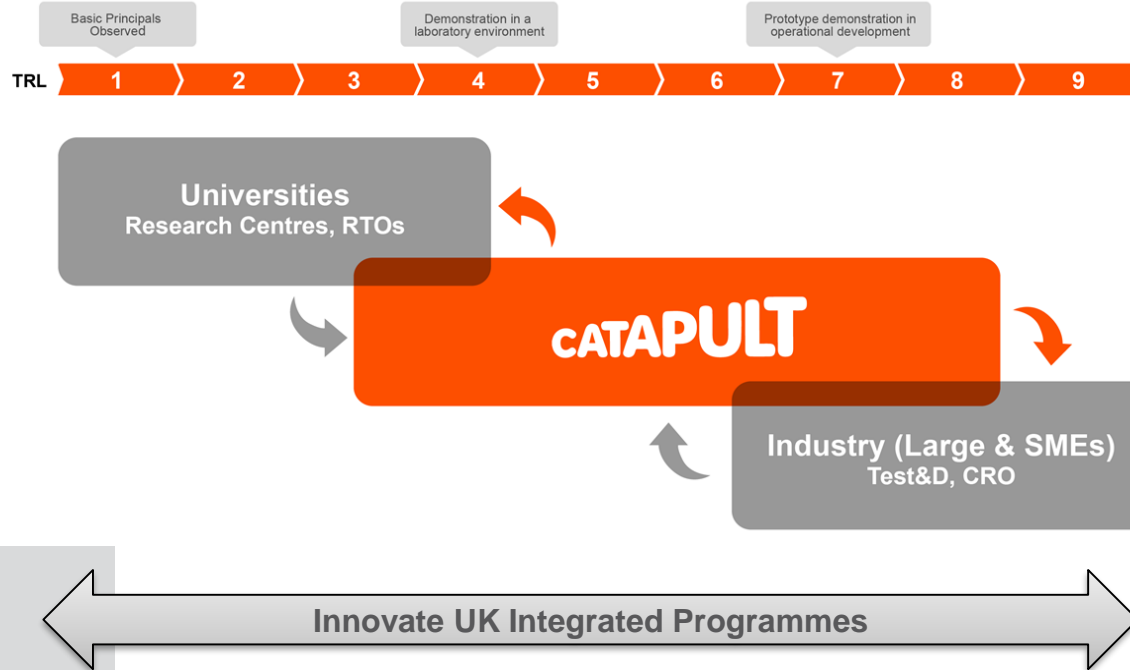 Basic Principals
Observed
Demonstration in a
laboratory environment
Prototype demonstration in
operational development
TRL 1 2 3 4 5 6 7 8 9
Universities
Research Centres, RTOs
CATAPULT
Industry (Large & SMEs)
Test&D, CRO
Innovate UK Integrated Programmes